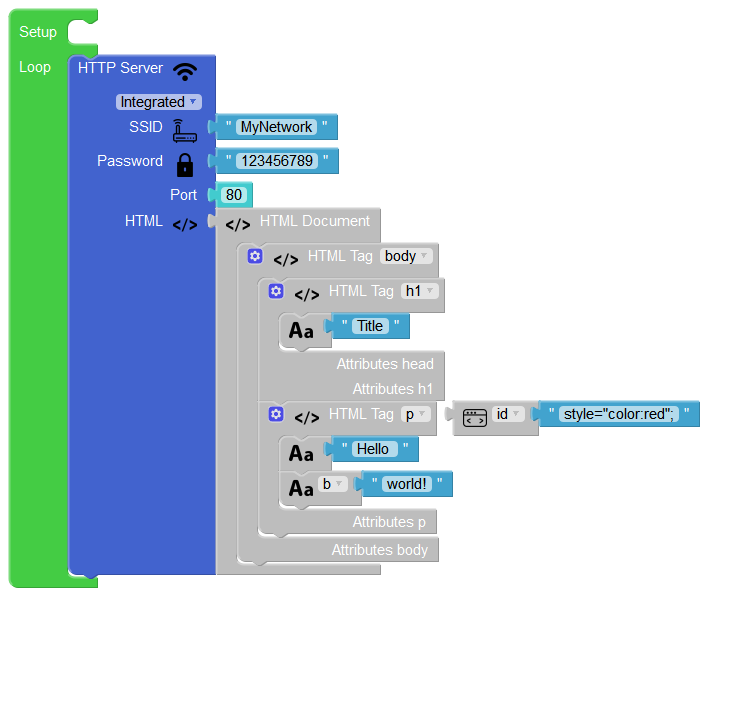 Setup
Loop
HTTP Server
Integrated
SSID " MyNetwork "
Password " 123456789 "
Port 80
HTML </> </> HTML Document
</> HTML Tag body
</> HTML Tag h1
Aa " Title "
Attributes head
Attributes h1
</> HTML Tag p < > id " style="color:red"; "
Aa " Hello "
Aa b " world! "
Attributes p
Attributes body